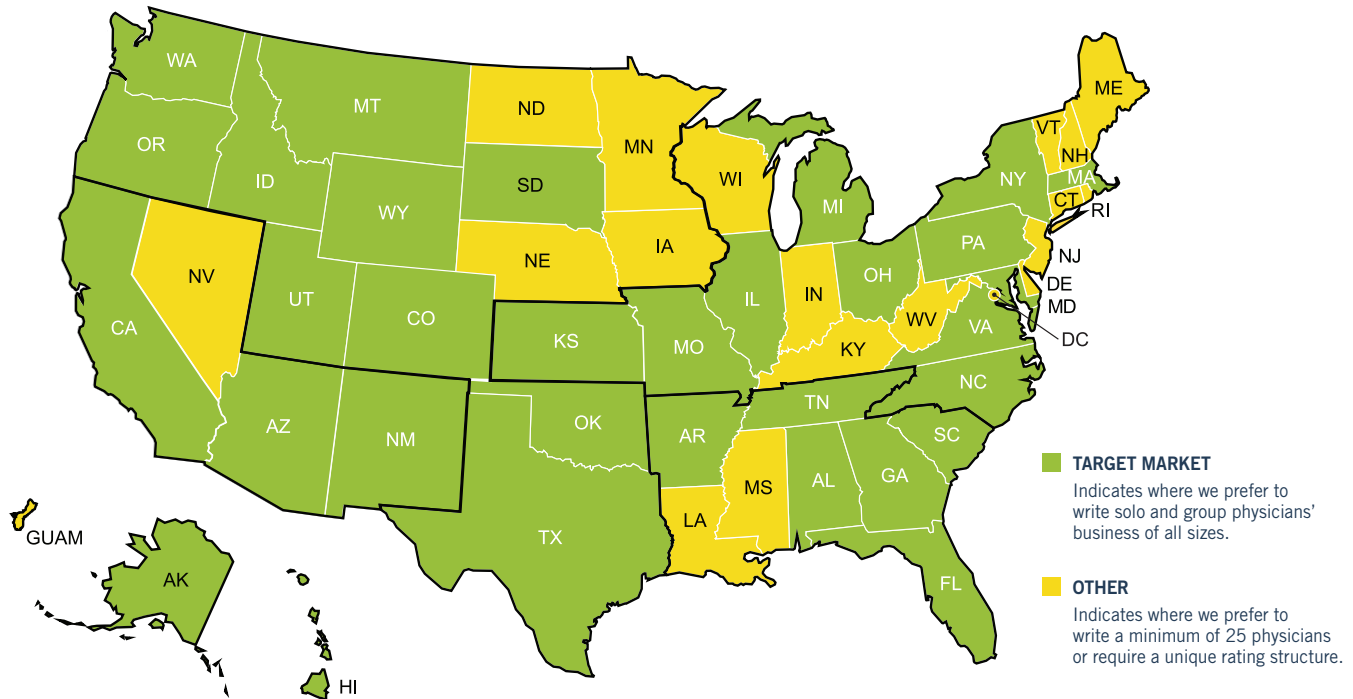 WA
MT
ND
MN
ME
VT
NH
OR
ID
SD
WI
NY
MA
WY
MI
CT
RI
NV
NE
IA
PA
NJ
UT
CO
IL
IN
OH
DE
MD
CA
KS
MO
KY
WV
VA
DC
AZ
NM
OK
AR
TN
NC
SC
TX
LA
MS
AL
GA
FL
GUAM
AK
HI
TARGET MARKET
Indicates where we prefer to
write solo and group physicians’
business of all sizes.
OTHER
Indicates where we prefer to
write a minimum of 25 physicians
or require a unique rating structure.